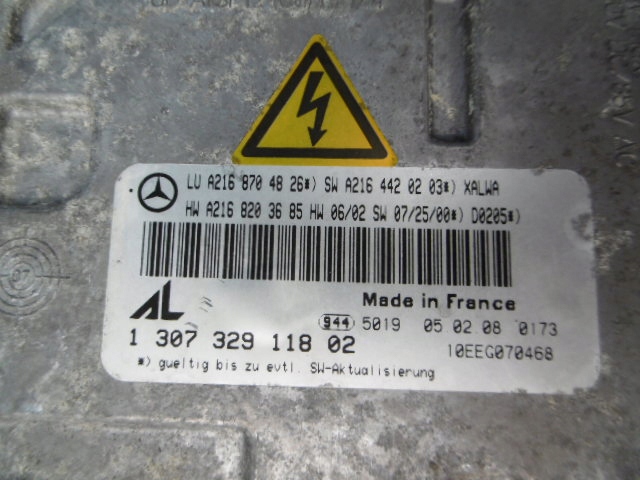 LU A216 870 48 26*) SW A216 442 02 03*) XALWA
HW A216 820 36 85 HW 06/02 SW 07/25/00*) D0205*)
AL
Made in France
944 5019 05 02 08 0173
1 307 329 118 02
10EEG070468
*) gueltig bis zu evtl. SW-Aktualisierung